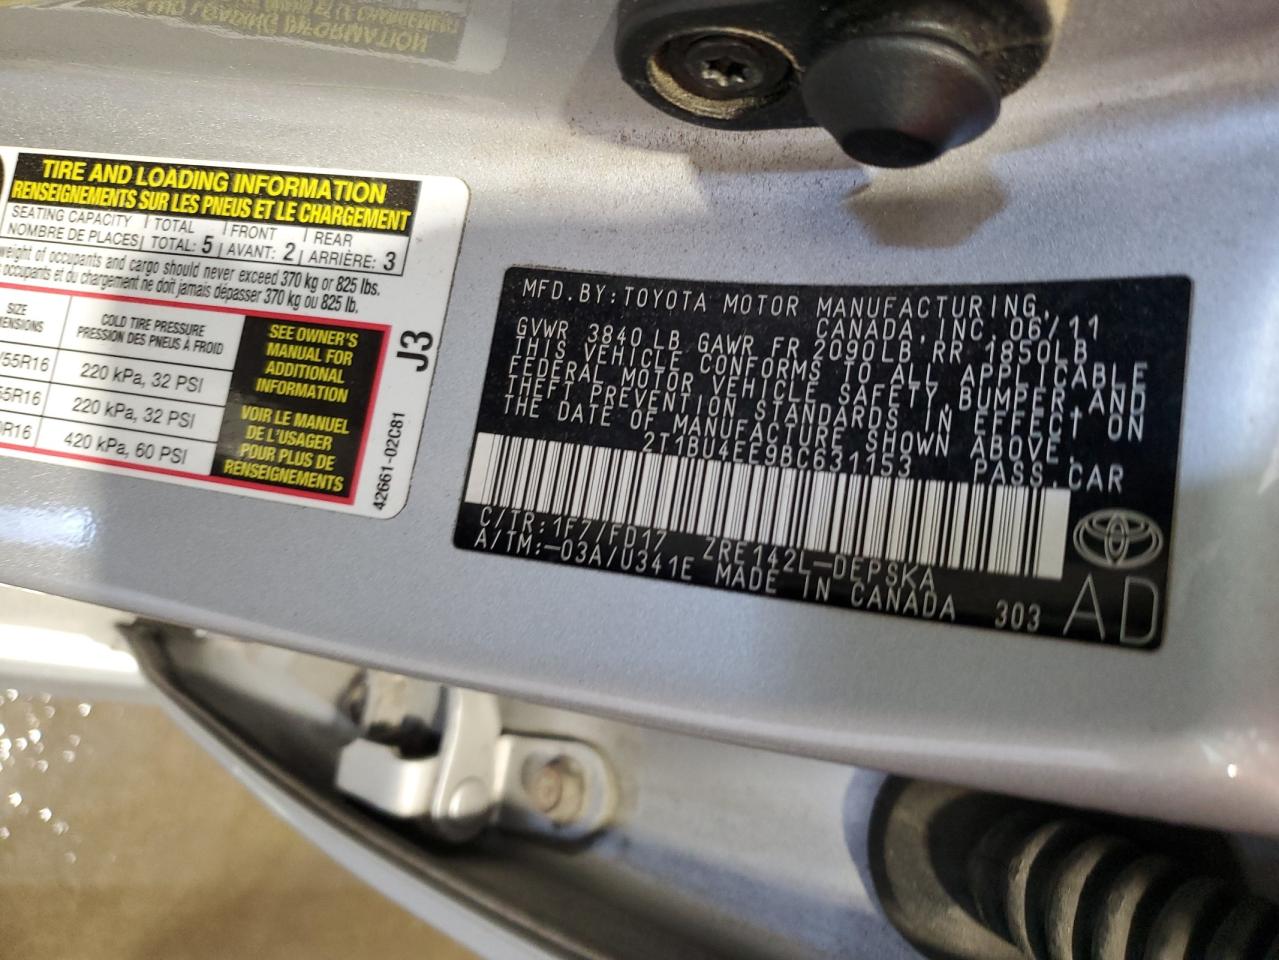 TIRE AND LOADING INFORMATION
RENSEIGNEMENTS SUR LES PNEUS ET LE CHARGEMENT
SEATING CAPACITY TOTAL FRONT REAR
NOMBRE DE PLACES TOTAL: 5 AVANT: 2 ARRIÈRE: 3
weight of occupants and cargo should never exceed 370 kg or 825 lbs.
occupants et du chargement ne doit jamais dépasser 370 kg ou 825 lb.
SIZE COLD TIRE PRESSURE
PRESSION DES PNEUS À FROID
/55R16 220 kPa, 32 PSI
55R16 220 kPa, 32 PSI
R16 420 kPa, 60 PSI
SEE OWNER'S
MANUAL FOR
ADDITIONAL
INFORMATION
VOIR LE MANUEL
DE L'USAGER
POUR PLUS DE
RENSEIGNEMENTS
J3
42661-02C81
MFD.BY:TOYOTA MOTOR MANUFACTURING,
CANADA, INC. 06/11
GVWR 3840 LB GAWR FR 2090LB RR 1850LB
THIS VEHICLE CONFORMS TO ALL APPLICABLE
FEDERAL MOTOR VEHICLE SAFETY, BUMPER, AND
THEFT PREVENTION STANDARDS IN EFFECT ON
THE DATE OF MANUFACTURE SHOWN ABOVE.
2T1BU4EE9BC631153 PASS.CAR
C/TR:1F7/FD17 ZRE142L-DEPSKA
A/TM:-03A/U341E MADE IN CANADA 303
AD